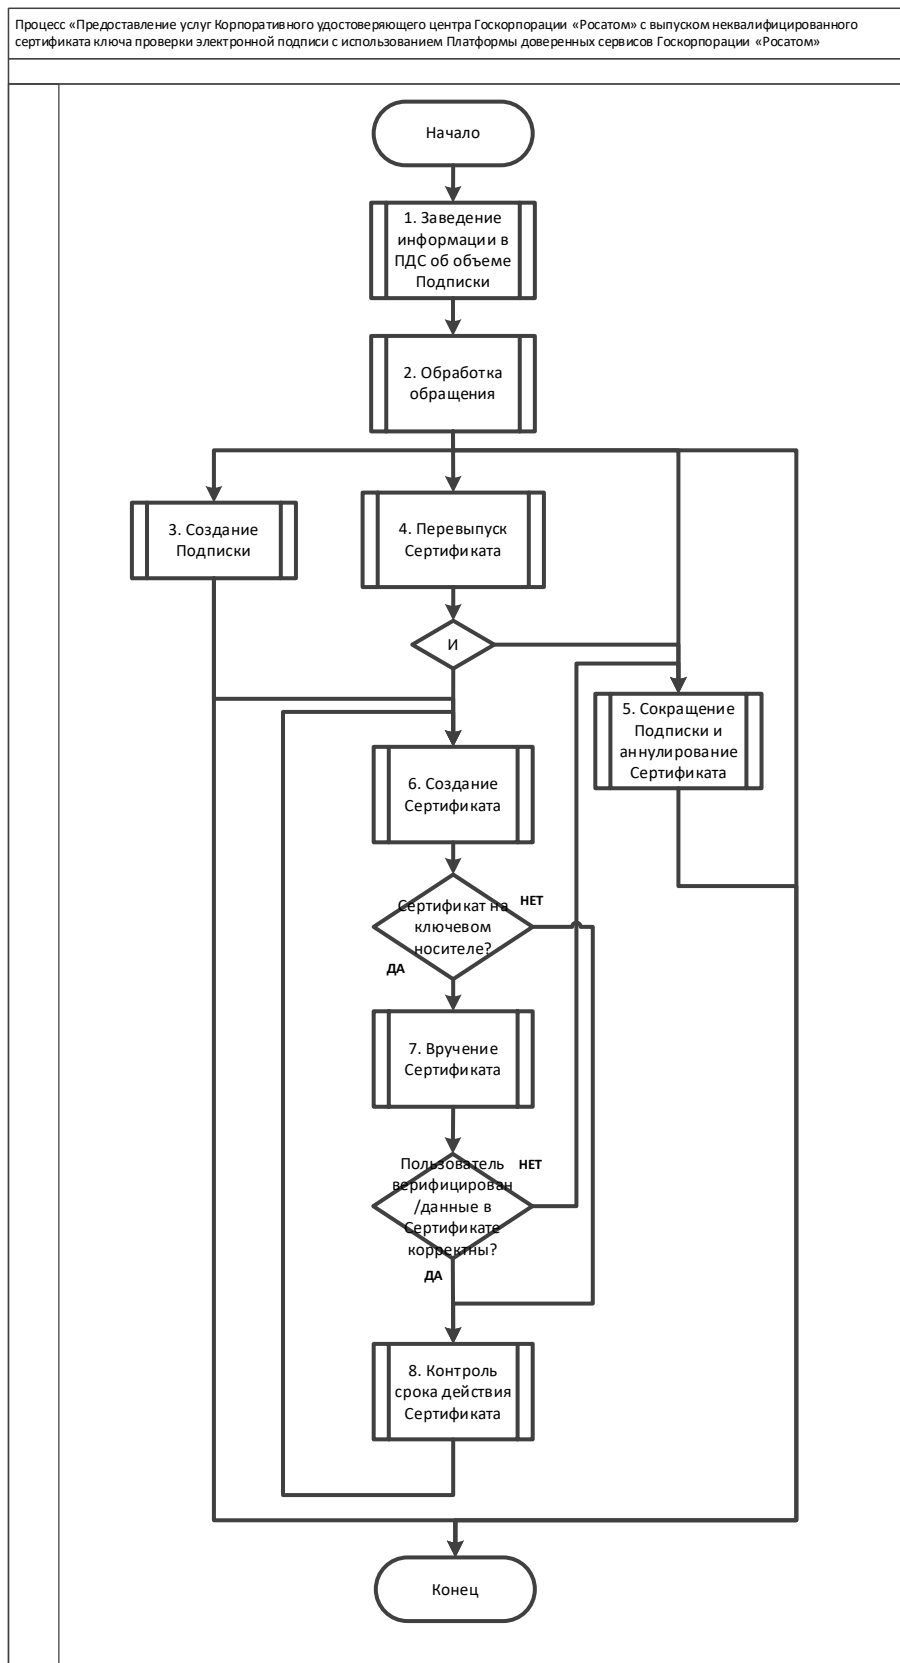 Процесс «Предоставление услуг Корпоративного удостоверяющего центра Госкорпорации «Росатом» с выпуском неквалифицированного
сертификата ключа проверки электронной подписи с использованием Платформы доверенных сервисов Госкорпорации «Росатом»
Начало
1. Заведение
информации в
ПДС об объеме
Подписки
2. Обработка
обращения
3. Создание
Подписки
4. Перевыпуск
Сертификата
И
5. Сокращение
Подписки и
аннулирование
Сертификата
6. Создание
Сертификата
Сертификат на
ключевом
носителе?
НЕТ
ДА
7. Вручение
Сертификата
Пользователь
верифицирован
/данные в
Сертификате
корректны?
НЕТ
ДА
8. Контроль
срока действия
Сертификата
Конец